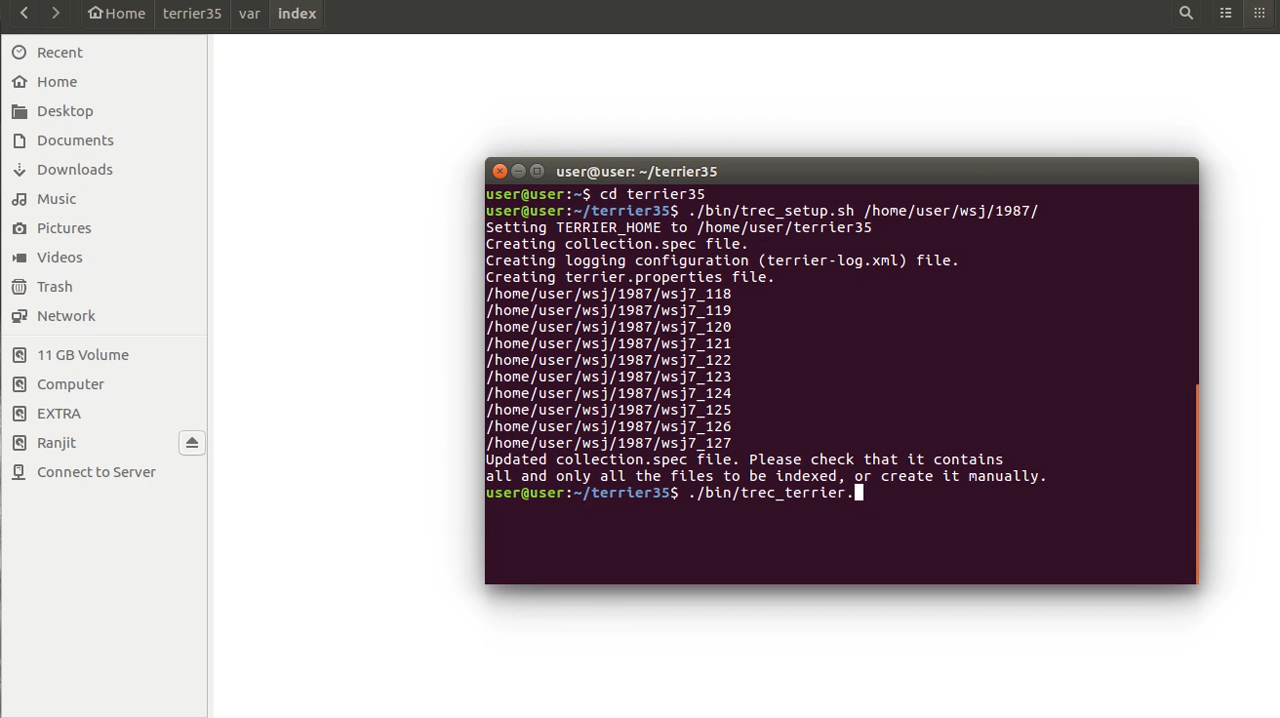 Home terrier35 var index
Recent
Home
Desktop
Documents
Downloads
Music
Pictures
Videos
Trash
Network
11 GB Volume
Computer
EXTRA
Ranjit
Connect to Server
user@user: ~/terrier35
user@user:~$ cd terrier35
user@user:~/terrier35$ ./bin/trec_setup.sh /home/user/wsj/1987/
Setting TERRIER_HOME to /home/user/terrier35
Creating collection.spec file.
Creating logging configuration (terrier-log.xml) file.
Creating terrier.properties file.
/home/user/wsj/1987/wsj7_118
/home/user/wsj/1987/wsj7_119
/home/user/wsj/1987/wsj7_120
/home/user/wsj/1987/wsj7_121
/home/user/wsj/1987/wsj7_122
/home/user/wsj/1987/wsj7_123
/home/user/wsj/1987/wsj7_124
/home/user/wsj/1987/wsj7_125
/home/user/wsj/1987/wsj7_126
/home/user/wsj/1987/wsj7_127
Updated collection.spec file. Please check that it contains
all and only all the files to be indexed, or create it manually.
user@user:~/terrier35$ ./bin/trec_terrier.